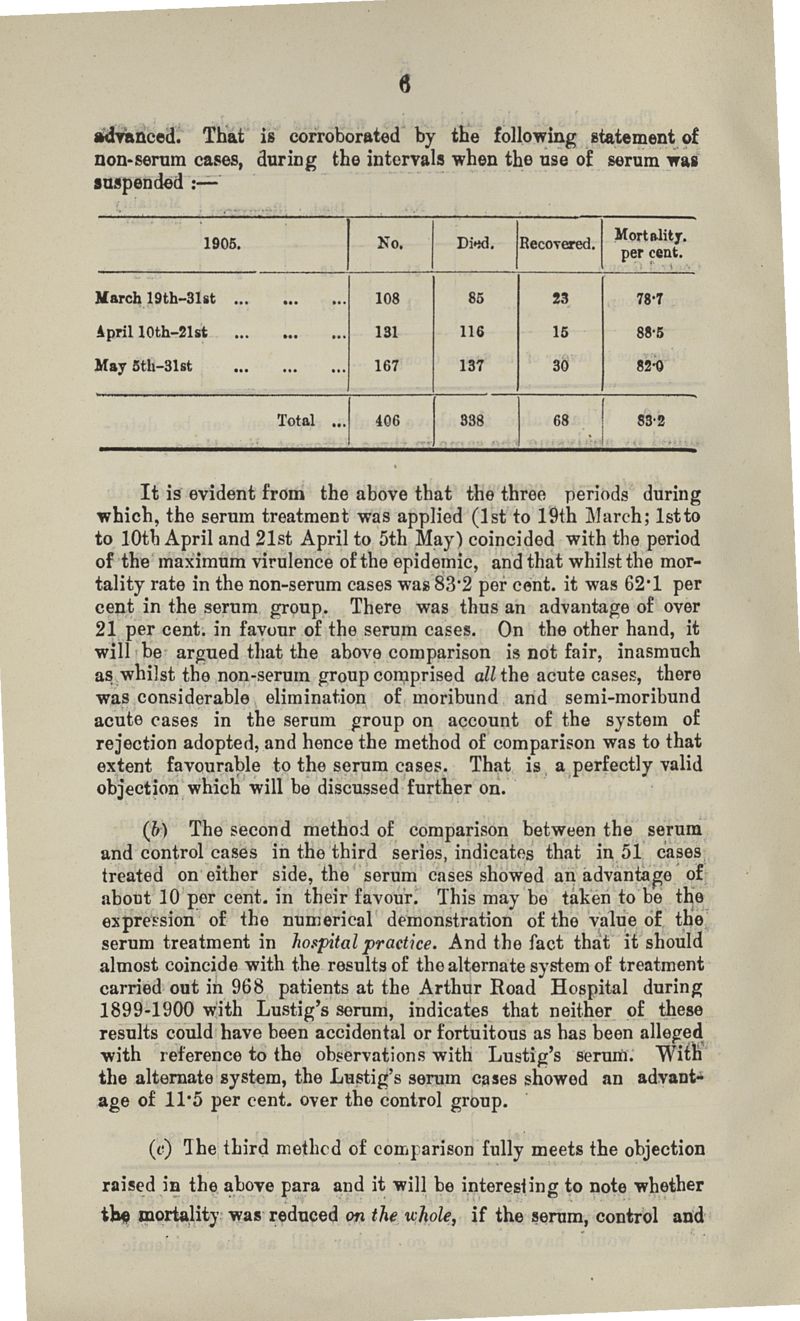 6
advanced. That is corroborated by the following statement of
non-serum cases, during the intervals when the use of serum was
suspended :—
1905. No. Died. Recovered. Mortality. per cent.
March 19th-31st ... ... ... 108 85 23 78·7
April 10th-21st ... ... ... 131 116 15 88·5
May 5th-31st ... ... ... 167 137 30 82·0
Total ... 406 338 68 83·2
It is evident from the above that the three periods during
which, the serum treatment was applied (1st to 19th March; 1st to
to 10th April and 21st April to 5th May) coincided with the period
of the maximum virulence of the epidemic, and that whilst the mor-
tality rate in the non-serum cases was 83·2 per cent. it was 62·1 per
cent in the serum group. There was thus an advantage of over
21 per cent. in favour of the serum cases. On the other hand, it
will be argued that the above comparison is not fair, inasmuch
as whilst the non-serum group comprised all the acute cases, there
was considerable elimination of moribund and semi-moribund
acute cases in the serum group on account of the system of
rejection adopted, and hence the method of comparison was to that
extent favourable to the serum cases. That is a perfectly valid
objection which will be discussed further on.
(b) The second method of comparison between the serum
and control cases in the third series, indicates that in 51 cases
treated on either side, the serum cases showed an advantage of
about 10 per cent. in their favour. This may be taken to be the
expression of the numerical demonstration of the value of the
serum treatment in hospital practice. And the fact that it should
almost coincide with the results of the alternate system of treatment
carried out in 968 patients at the Arthur Road Hospital during
1899-1900 with Lustig's serum, indicates that neither of these
results could have been accidental or fortuitous as has been alleged
with reference to the observations with Lustig's serum. With
the alternate system, the Lustig's serum cases showed an advant-
age of 11·5 per cent. over the control group.
(c) The third method of comparison fully meets the objection
raised in the above para and it will be interesting to note whether
the mortality was reduced on the whole, if the serum, control and